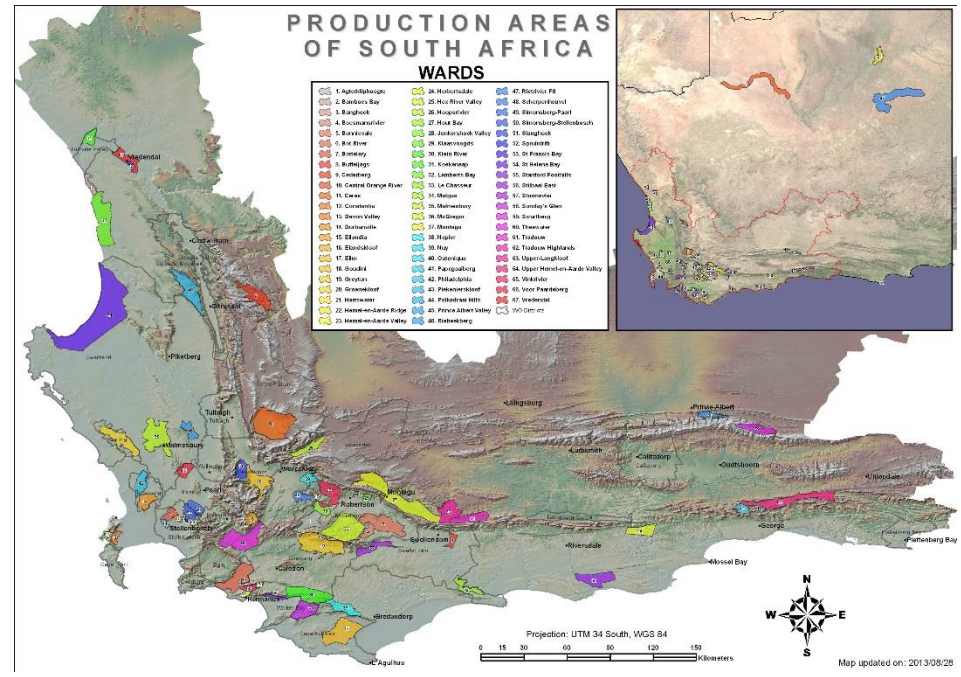 PRODUCTION AREAS
OF SOUTH AFRICA
WARDS
1. Agterkliphoogte
2. Bamboes Bay
3. Banghoek
4. Boesmansrivier
5. Bonnievale
6. Bot River
7. Bottelary
8. Buffeljags
9. Cederberg
10. Central Orange River
11. Ceres
12. Constantia
13. Devon Valley
14. Durbanville
15. Eilandia
16. Elandskloof
17. Elim
18. Goudini
19. Greyton
20. Groenekloof
22. Hemel-en-Aarde Ridge
23. Hemel-en-Aarde Valley
24. Herbertsdale
25. Hex River Valley
26. Hoopsrivier
27. Hout Bay
28. Jonkershoek Valley
29. Klaasvoogds
30. Klein River
31. Koekenaap
32. Lamberts Bay
33. Le Chasseur
34. Malgas
35. Malmesbury
36. McGregor
37. Montagu
38. Napier
39. Nuy
40. Outeniqua
41. Papegaaiberg
42. Philadelphia
43. Piekenierskloof
44. Polkadraai Hills
45. Prince Albert Valley
46. Riebeekberg
47. Rietrivier FS
48. Scherpenheuvel
49. Simonsberg-Paarl
50. Simonsberg-Stellenbosch
51. Slanghoek
52. Spruitdrift
53. St Francis Bay
54. St Helena Bay
55. Stanford Foothills
56. Stilbaai East
57. Stormsvlei
58. Sunday's Glen
59. Swartberg
60. Theewater
61. Tradouw
62. Tradouw Highlands
63. Upper-Langkloof
64. Upper Hemel-en-Aarde Valley
65. Vinkrivier
66. Voor Paardeberg
67. Vredendal
WO Districts
Vredendal
Clanwilliam
Citrusdal
Piketberg
Tulbagh
Tulbagh
Malmesbury
Worcester
Paarl
Stellenbosch
Robertson
Montagu
Swellendam
Caledon
Hermanus
Bredasdorp
L'Agulhus
Laingsburg
Prince Albert
Ladismith
Calitzdorp
Oudtshoorn
Uniondale
George
Plettenberg Bay
Riversdale
Mossel Bay
N
W
E
S
Projection: UTM 34 South, WGS 84
0 15 30 60 90 120 150
Kilometers
Map updated on: 2013/08/28